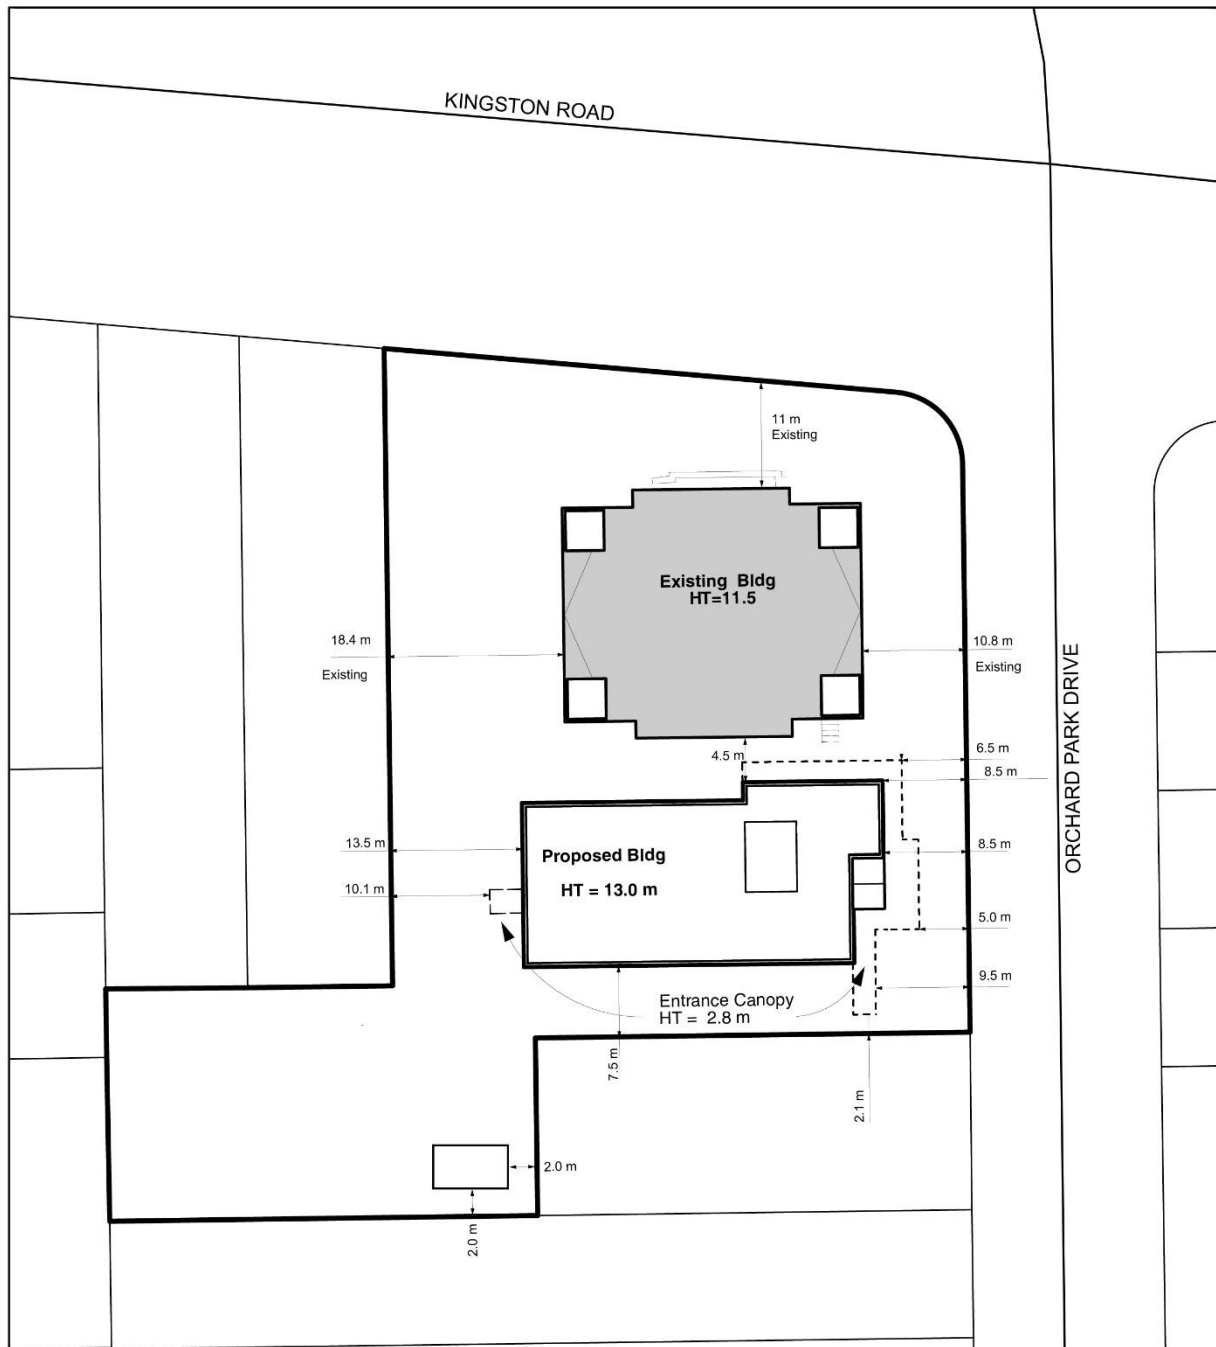 KINGSTON ROAD
11 m
Existing
Existing Bldg
HT=11.5
18.4 m
Existing
10.8 m
Existing
ORCHARD PARK DRIVE
4.5 m
6.5 m
8.5 m
13.5 m
8.5 m
Proposed Bldg
HT = 13.0 m
10.1 m
5.0 m
9.5 m
Entrance Canopy
HT = 2.8 m
7.5 m
2.1 m
2.0 m
2.0 m